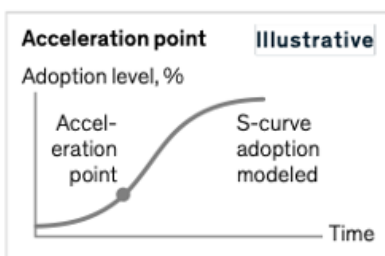 Acceleration point
Illustrative
Adoption level, %
Accel-
eration
point
S-curve
adoption
modeled
Time